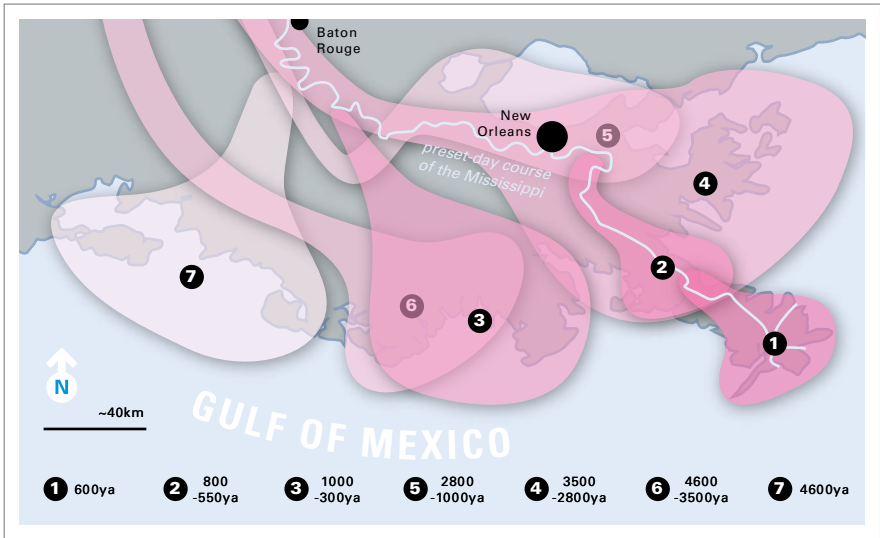 Baton
Rouge
New
Orleans
5
preset-day course
of the Mississippi
4
7
2
6
3
1
N
~40km
GULF OF MEXICO
1 600ya
2 800
-550ya
3 1000
-300ya
5 2800
-1000ya
4 3500
-2800ya
6 4600
-3500ya
7 4600ya